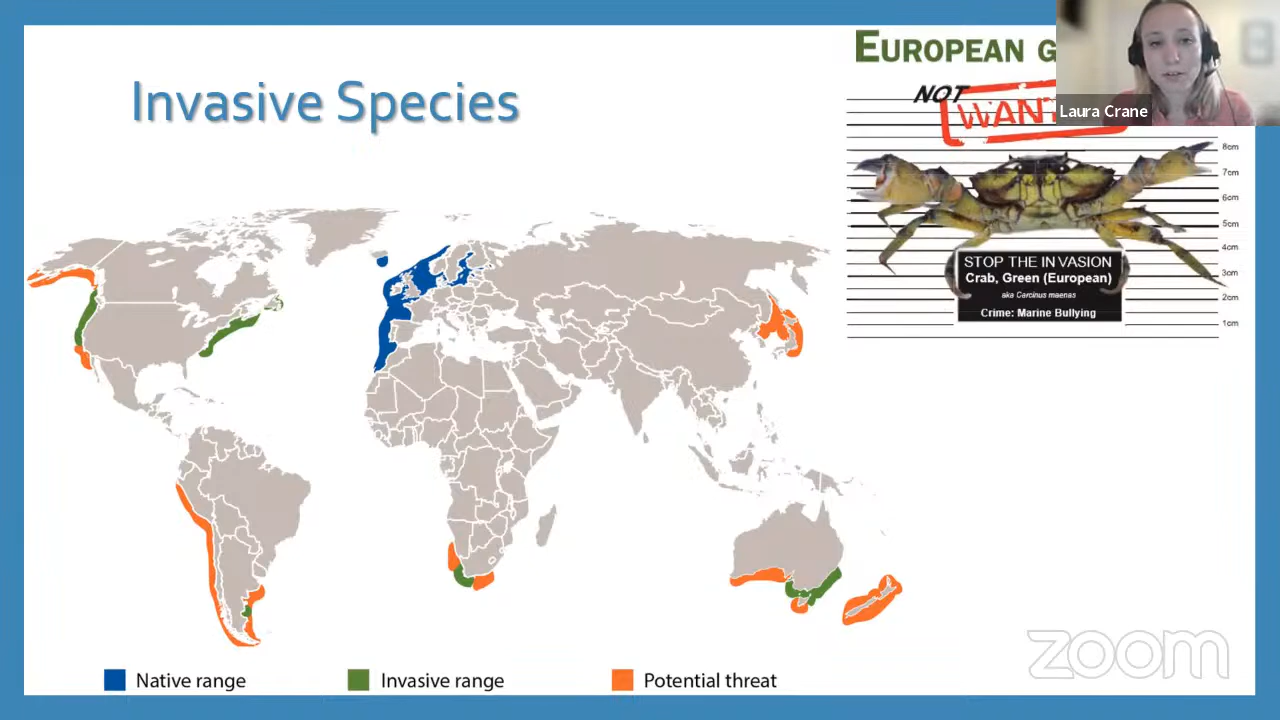 EUROPEAN G
Laura Crane
Invasive Species
NOT
WANT
8cm
7cm
6cm
5cm
4cm
3cm
2cm
1cm
STOP THE INVASION
Crab, Green (European)
aka Carcinus maenas
Crime: Marine Bullying
zoom
Native range
Invasive range
Potential threat